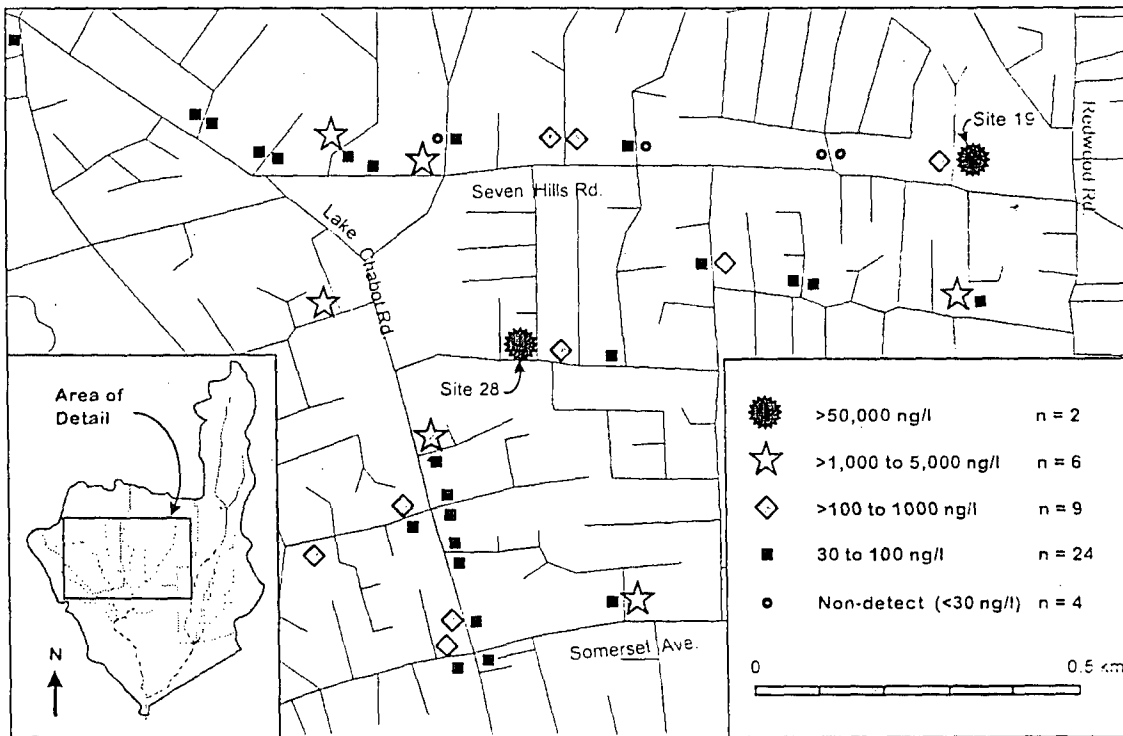 Site 19
Redwood Rd.
Seven Hills Rd.
Lake Chabot Rd.
Site 28
Area of
Detail
N
Somerset Ave.
>50,000 ng/l n = 2
>1,000 to 5,000 ng/l n = 6
>100 to 1000 ng/l n = 9
30 to 100 ng/l n = 24
Non-detect (<30 ng/l) n = 4
0 0.5 km